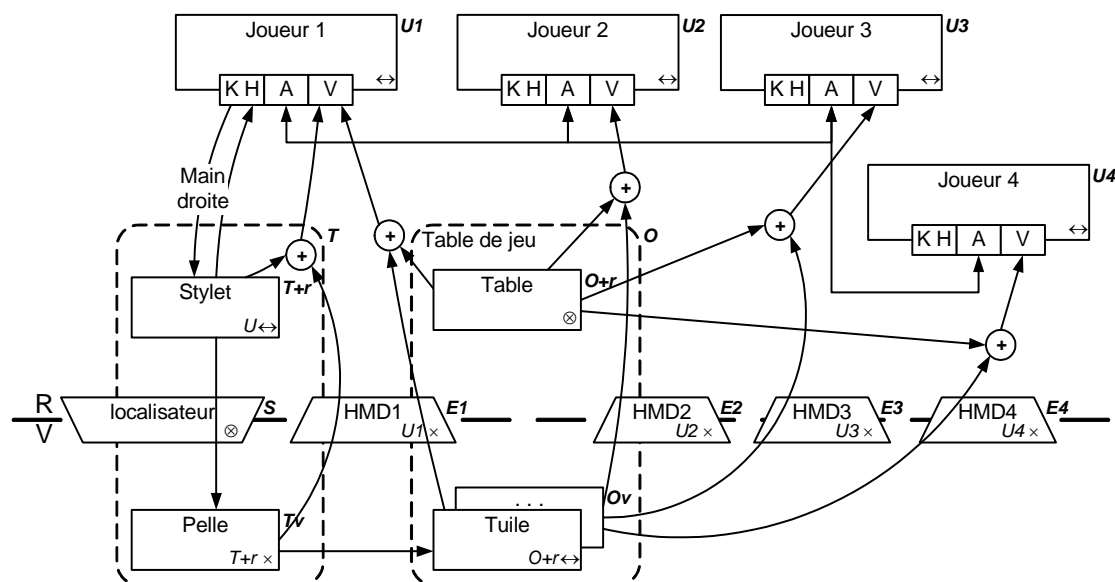 Joueur 1
U1
K H A V
↔
Joueur 2
U2
K H A V
↔
Joueur 3
U3
K H A V
↔
Joueur 4
U4
K H A V
↔
Main
droite
T
+
+
+
+
+
Table de jeu
O
Stylet
T+r
U↔
Table
O+r
⊗
R
V
localisateur
S
⊗
HMD1
E1
U1 ×
HMD2
E2
U2 ×
HMD3
E3
U3 ×
HMD4
E4
U4 ×
Pelle
Tv
T+r ×
. . .
Ov
Tuile
O+r↔